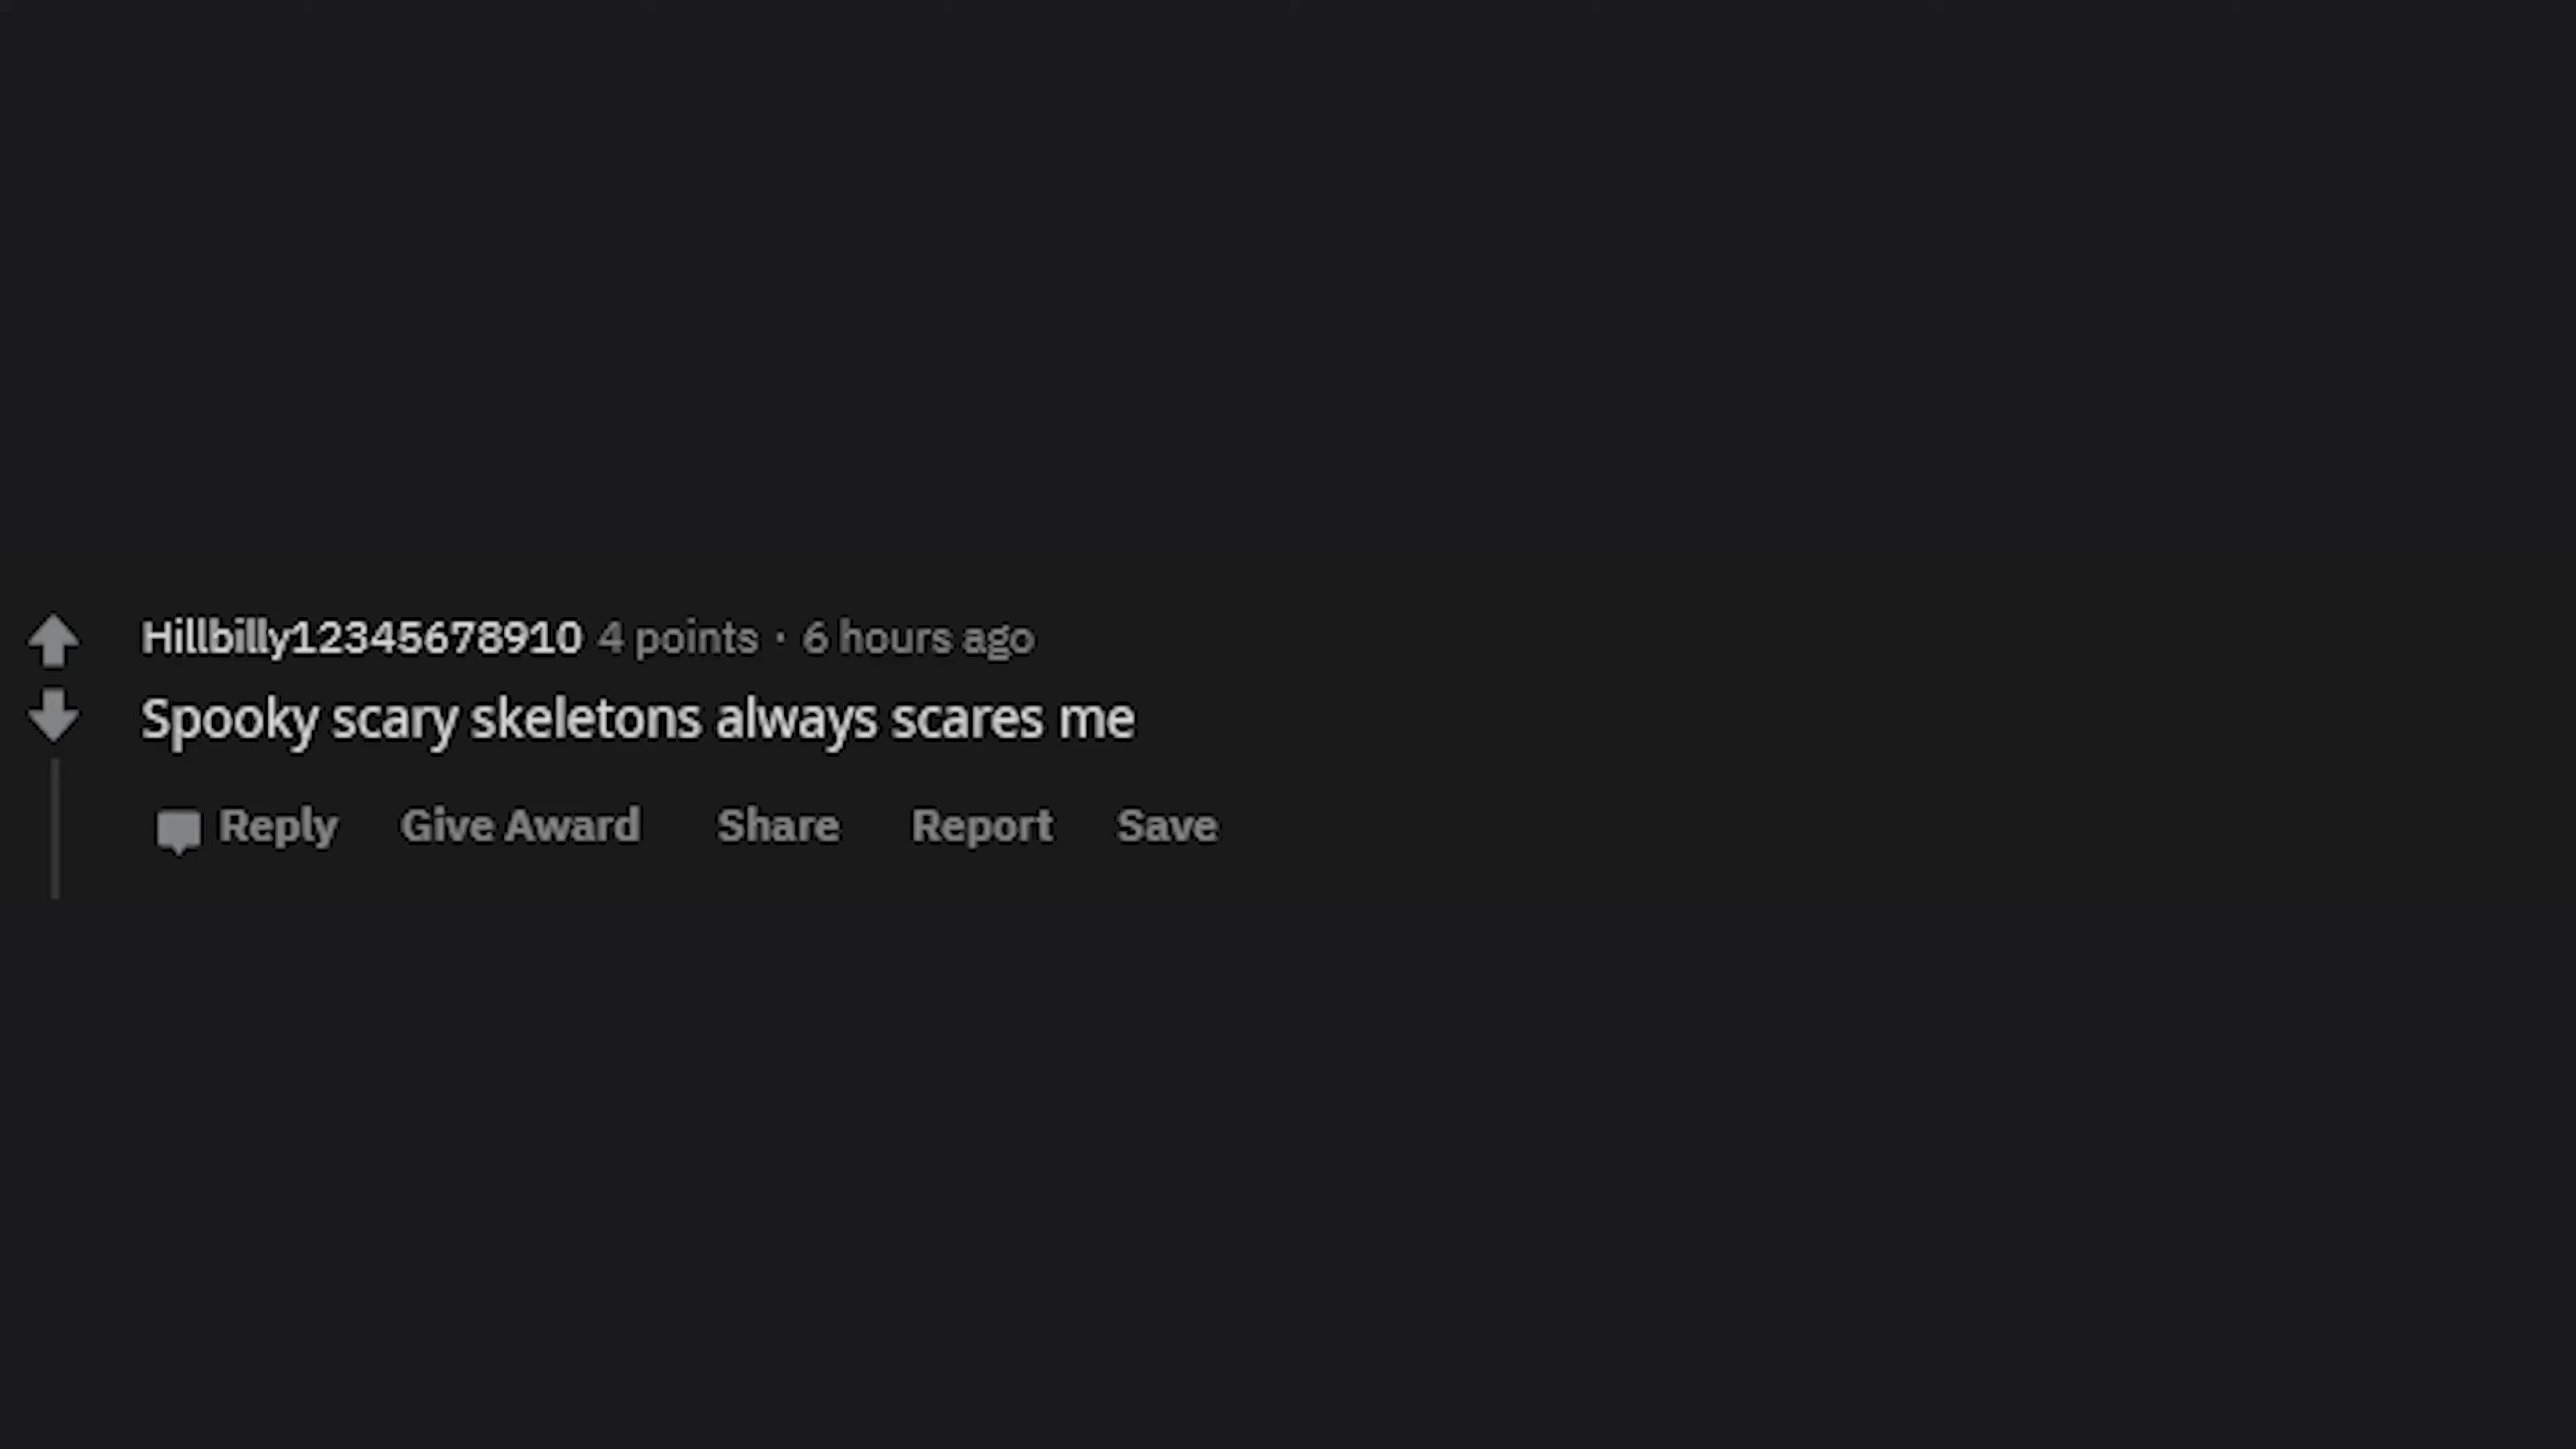 Hillbilly12345678910 4 points · 6 hours ago
Spooky scary skeletons always scares me
Reply Give Award Share Report Save